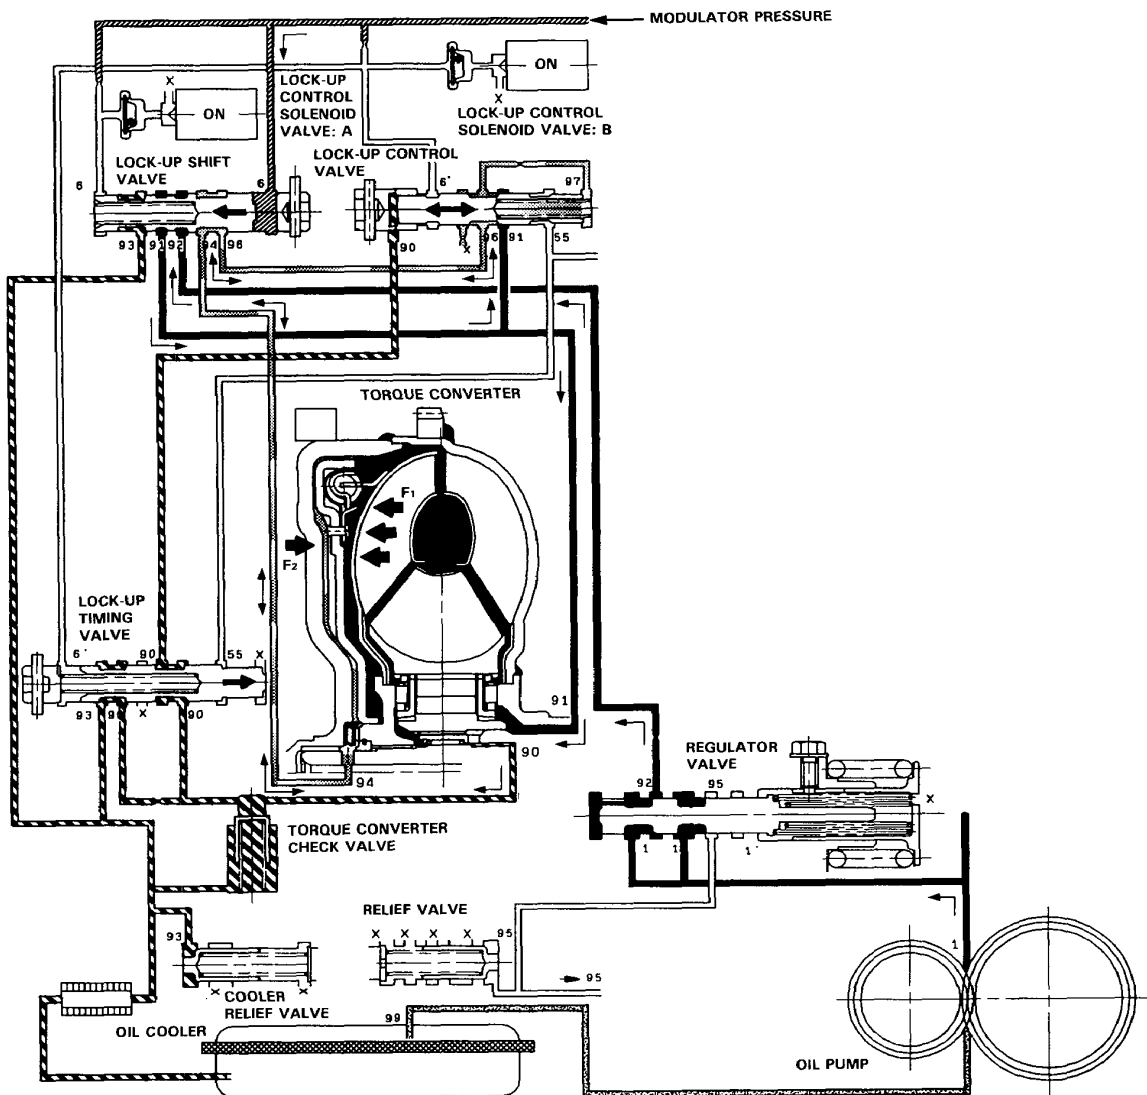 MODULATOR PRESSURE
ON
LOCK-UP
CONTROL
SOLENOID
VALVE: A
X
LOCK-UP CONTROL
SOLENOID VALVE: B
X
ON
LOCK-UP SHIFT
VALVE
LOCK-UP CONTROL
VALVE
6
6
6'
97
93
91
92
94
96
90
X
96
91
55
TORQUE CONVERTER
F1
F2
LOCK-UP
TIMING
VALVE
6'
90
55
X
93
X
90
91
90
94
REGULATOR
VALVE
92
95
X
1
1
1'
TORQUE CONVERTER
CHECK VALVE
RELIEF VALVE
X
X
X
X
95
93
95
1
X
X
COOLER
RELIEF VALVE
OIL COOLER
99
OIL PUMP